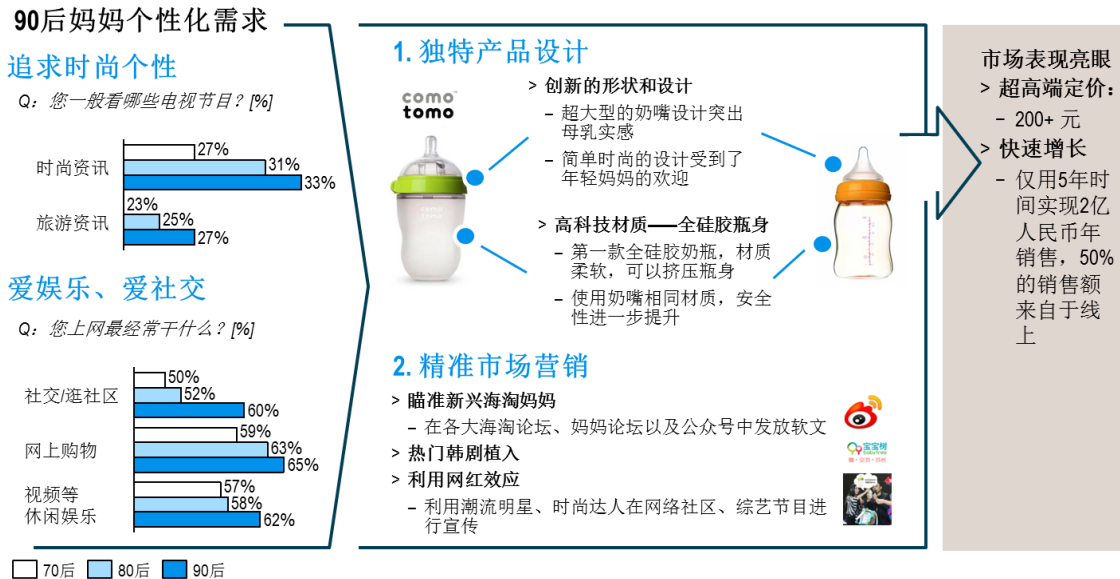 90后妈妈个性化需求
追求时尚个性
Q：您一般看哪些电视节目？[%]
时尚资讯
27%
31%
33%
旅游资讯
23%
25%
27%
爱娱乐、爱社交
Q：您上网最经常干什么？[%]
社交/逛社区
50%
52%
60%
网上购物
59%
63%
65%
视频等
休闲娱乐
57%
58%
62%
70后
80后
90后
1. 独特产品设计
como
tomo
> 创新的形状和设计
– 超大型的奶嘴设计突出
母乳实感
– 简单时尚的设计受到了
年轻妈妈的欢迎
> 高科技材质——全硅胶瓶身
– 第一款全硅胶奶瓶，材质
柔软，可以挤压瓶身
– 使用奶嘴相同材质，安全
性进一步提升
2. 精准市场营销
> 瞄准新兴海淘妈妈
– 在各大海淘论坛、妈妈论坛以及公众号中发放软文
> 热门韩剧植入
> 利用网红效应
– 利用潮流明星、时尚达人在网络社区、综艺节目进
行宣传
宝宝树
babytree
市场表现亮眼
> 超高端定价：
– 200+ 元
> 快速增长
– 仅用5年时
间实现2亿
人民币年
销售，50%
的销售额
来自于线
上